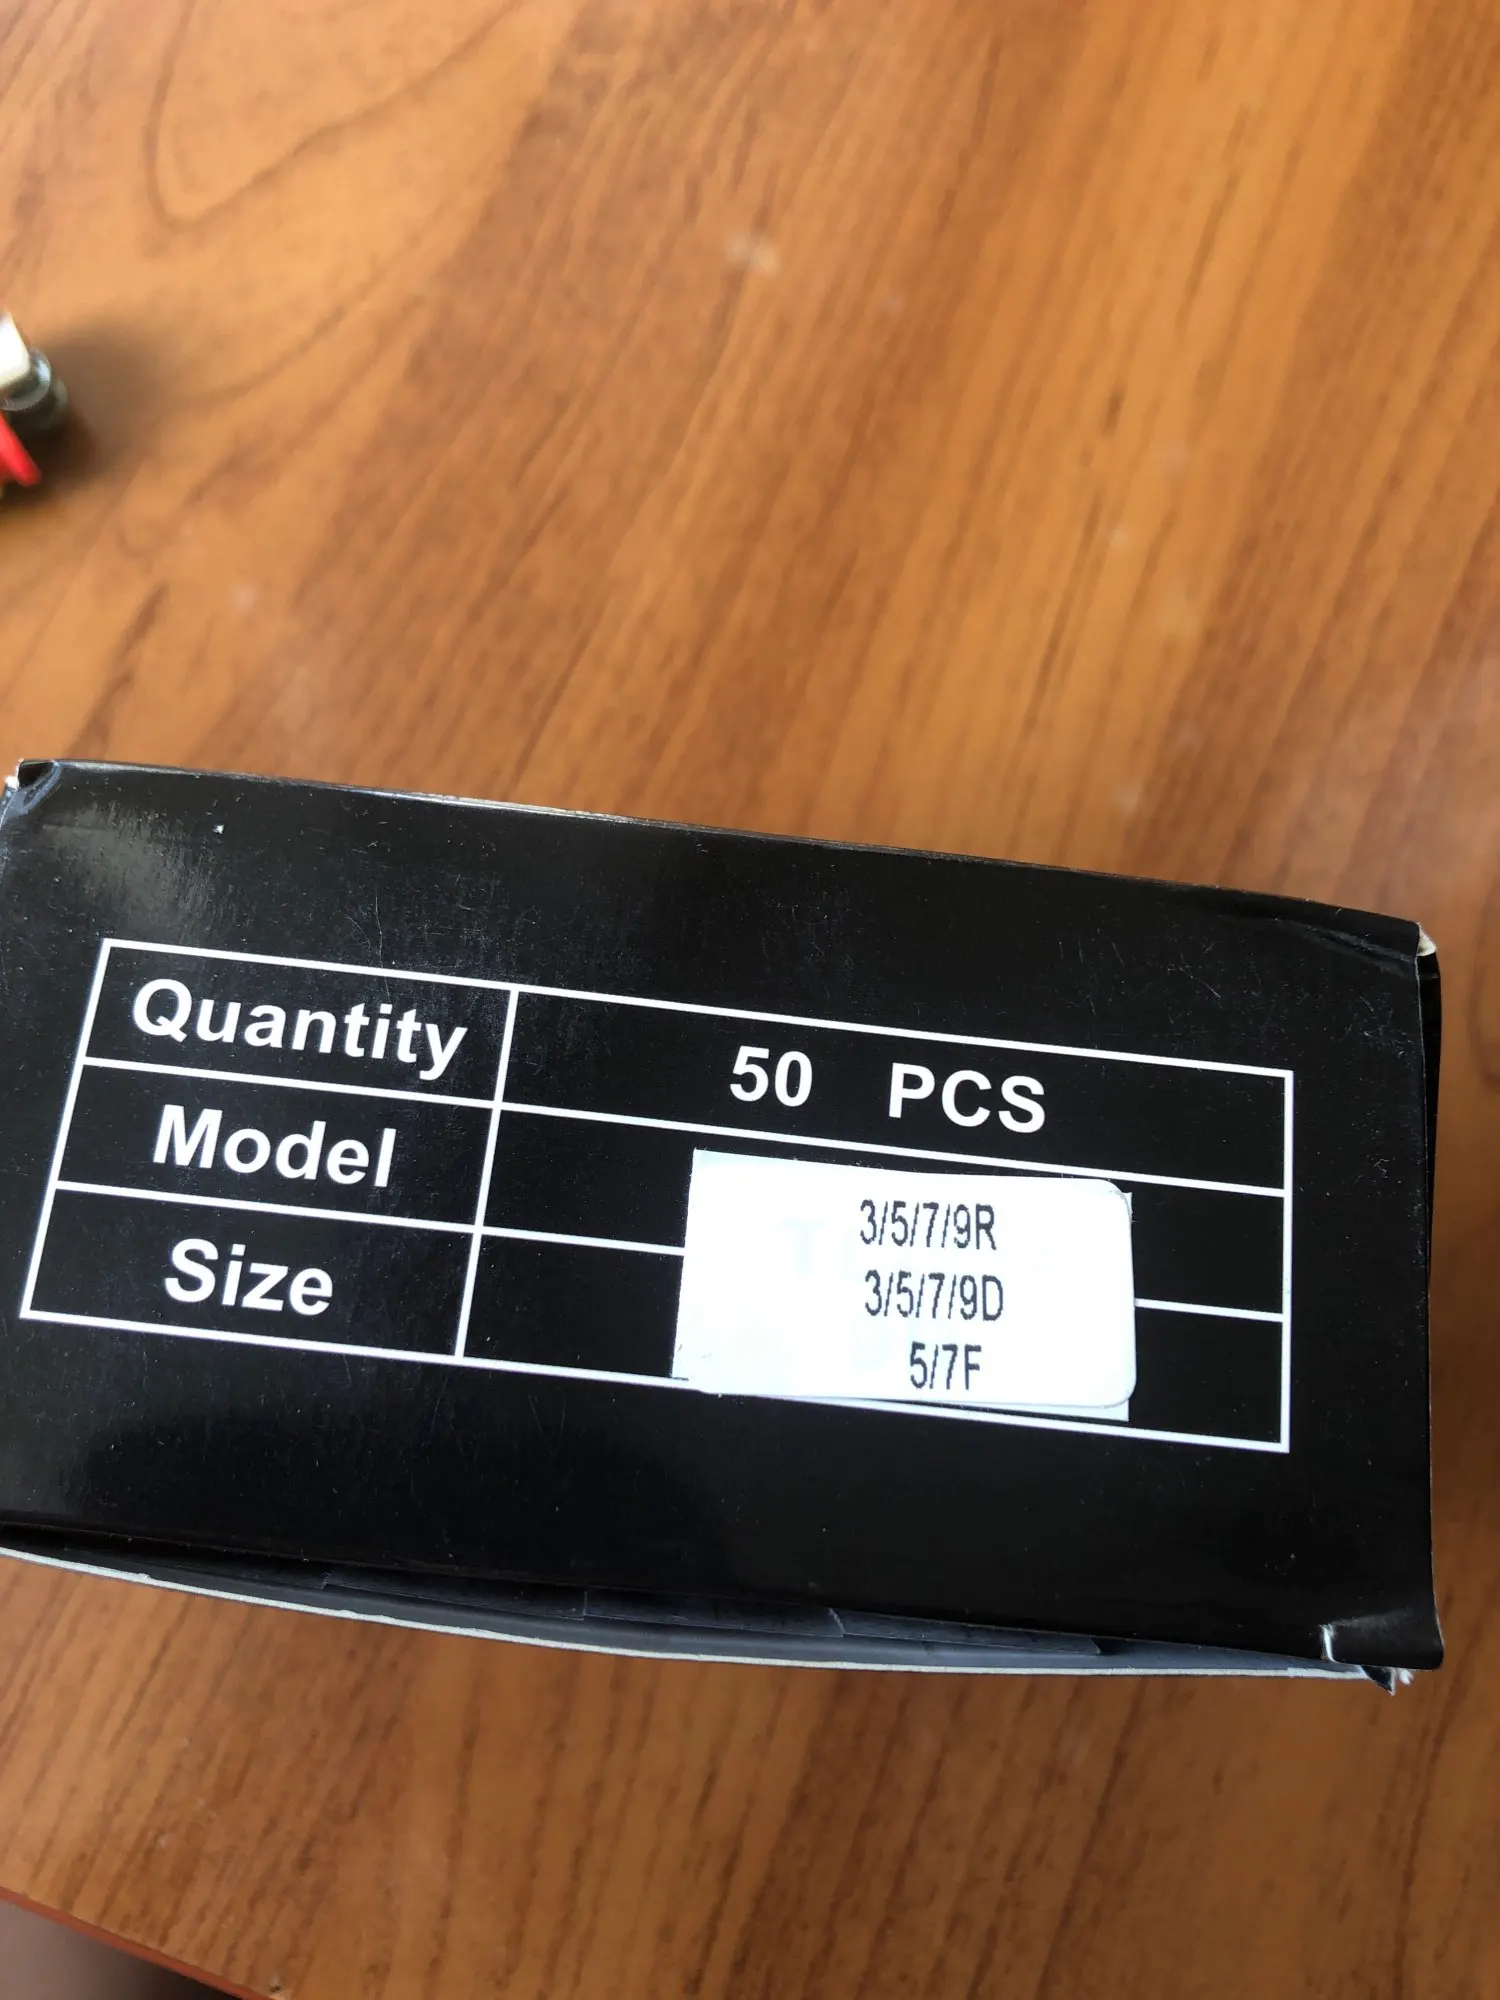 Quantity 50 PCS
Model
Size
3/5/7/9R
3/5/7/9D
5/7F